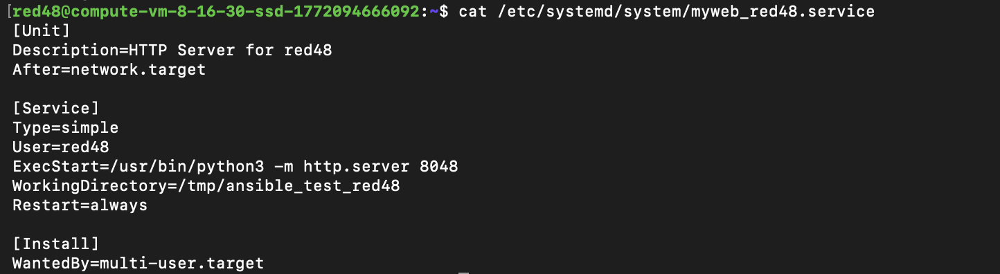 [red48@compute-vm-8-16-30-ssd-1772094666092:~$ cat /etc/systemd/system/myweb_red48.service
[Unit]
Description=HTTP Server for red48
After=network.target

[Service]
Type=simple
User=red48
ExecStart=/usr/bin/python3 -m http.server 8048
WorkingDirectory=/tmp/ansible_test_red48
Restart=always

[Install]
WantedBy=multi-user.target